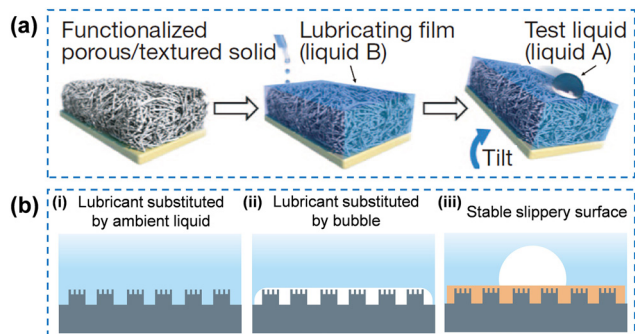 (a)
Functionalized
porous/textured solid
Lubricating film
(liquid B)
Test liquid
(liquid A)
Tilt
(b)
(i) Lubricant substituted
by ambient liquid
(ii) Lubricant substituted
by bubble
(iii) Stable slippery surface